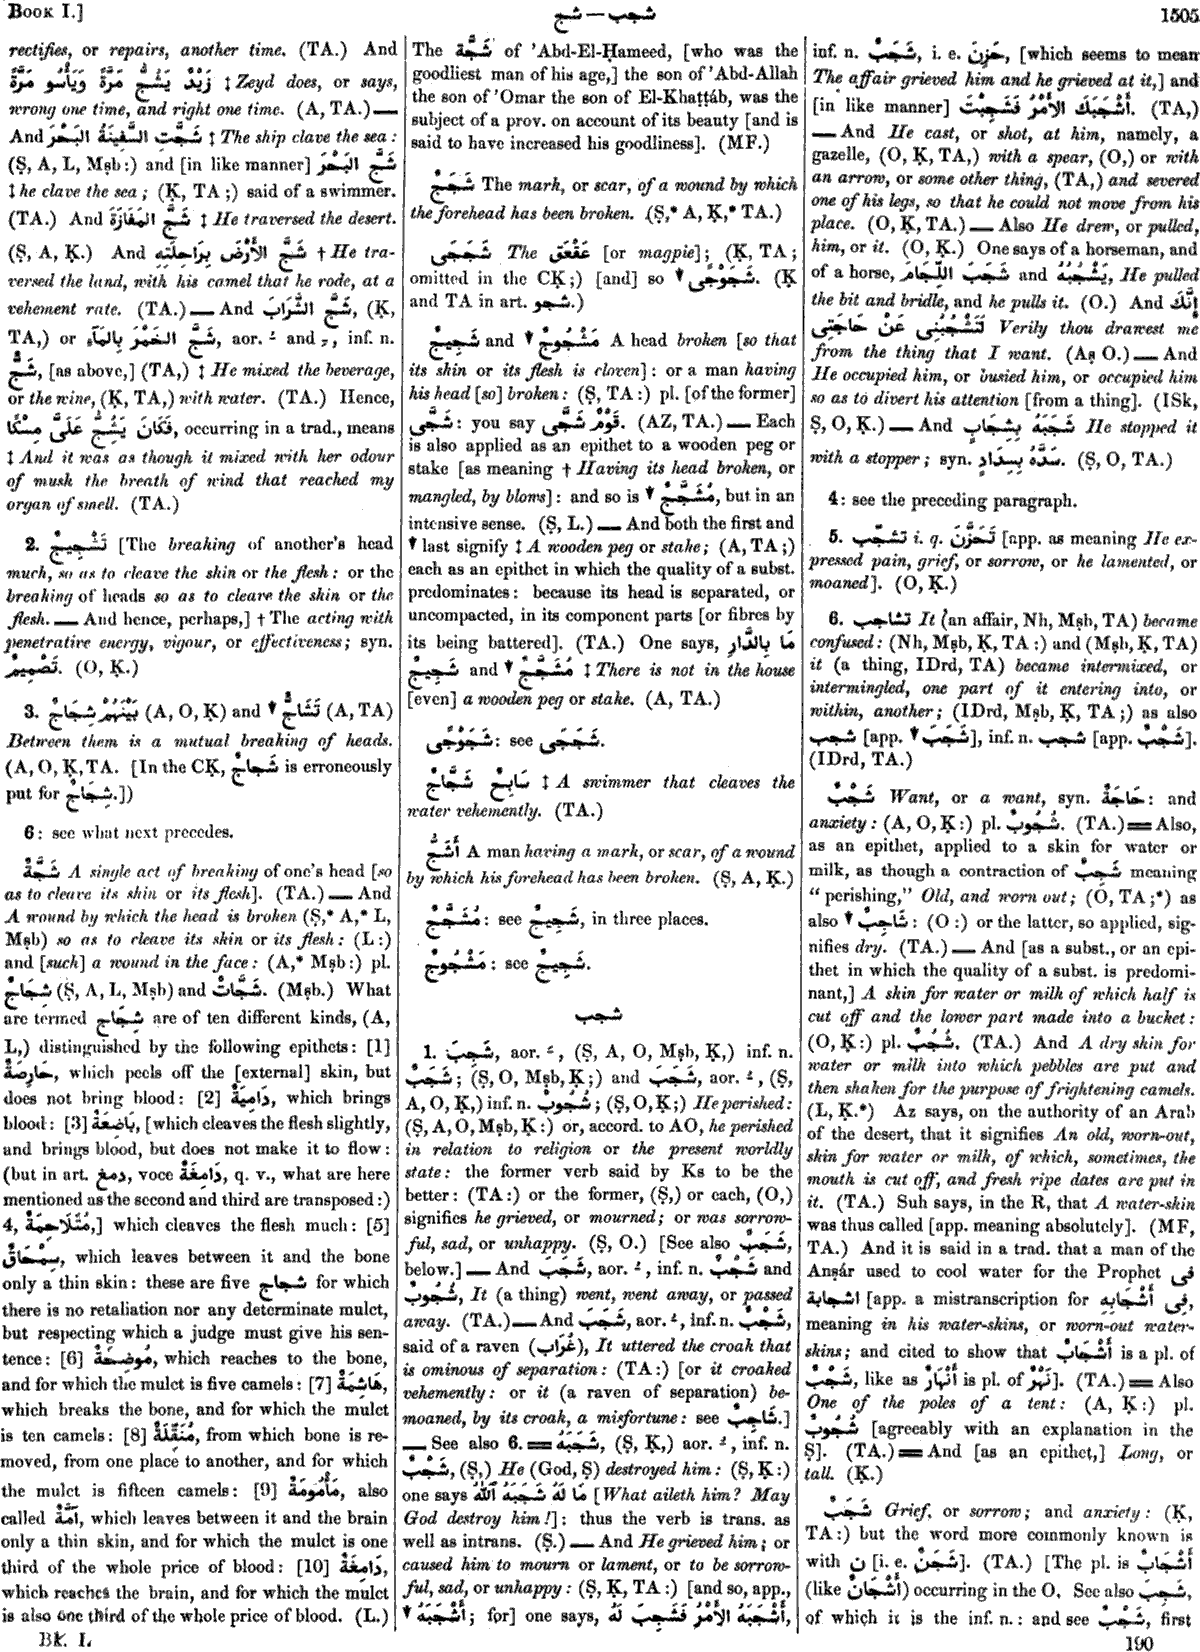 BOOK I.]
شج — شجب
1505
rectifies, or repairs, another time. (TA.) And
زَيْدٌ يَشُجُّ مَرَّةً وَيَأْسُو مَرَّةً ‡ Zeyd does, or says,
wrong one time, and right one time. (A, TA.) —
And شَجَّتِ السَّفِينَةُ البَحْرَ ‡ The ship clave the sea:
(Ṣ, A, L, Mṣb:) and [in like manner] شَجَّ البَحْرَ
‡ he clave the sea; (Ḳ, TA;) said of a swimmer.
(TA.) And شَجَّ المَفَازَةَ ‡ He traversed the desert.
(Ṣ, A, Ḳ.) And شَجَّ الأَرْضَ بِرَاحِلَتِهِ † He tra-
versed the land, with his camel that he rode, at a
vehement rate. (TA.) — And شَجَّ الشَّرَابَ, (Ḳ,
TA,) or شَجَّ الخَمْرَ بِالمَآءِ, aor. ـُ and ـِ, inf. n.
شَجٌّ, [as above,] (TA,) ‡ He mixed the beverage,
or the wine, (Ḳ, TA,) with water. (TA.) Hence,
فَكَانَ يَشُجُّ عَلَىَّ مِسْكًا, occurring in a trad., means
‡ And it was as though it mixed with her odour
of musk the breath of wind that reached my
organ of smell. (TA.)
2. تَشْجِيجٌ [The breaking of another's head
much, so as to cleave the skin or the flesh: or the
breaking of heads so as to cleave the skin or the
flesh. — And hence, perhaps,] † The acting with
penetrative energy, vigour, or effectiveness; syn.
تَصْمِيمٌ. (O, Ḳ.)
3. بَيْنَهُمْ شِجَاجٌ (A, O, Ḳ) and ▼ تَشَاجٌّ (A, TA)
Between them is a mutual breaking of heads.
(A, O, Ḳ, TA. [In the CḲ, شَجاجٌ is erroneously
put for شِجَاجٌ.])
6: see what next precedes.
شَجَّةٌ A single act of breaking of one's head [so
as to cleave its skin or its flesh]. (TA.) — And
A wound by which the head is broken (Ṣ,* A,* L,
Mṣb) so as to cleave its skin or its flesh: (L:)
and [such] a wound in the face: (A,* Mṣb:) pl.
شِجَاجٌ (Ṣ, A, L, Mṣb) and شَجَّاتٌ. (Mṣb.) What
are termed شِجَاج are of ten different kinds, (A,
L,) distinguished by the following epithets: [1]
حَارِصَةٌ, which peels off the [external] skin, but
does not bring blood: [2] دَامِيَةٌ, which brings
blood: [3] بَاضِعَةٌ, [which cleaves the flesh slightly,
and brings blood, but does not make it to flow:
(but in art. دمغ, voce دَامِغَةٌ, q. v., what are here
mentioned as the second and third are transposed:)
4, مُتَلَاحِمَةٌ,] which cleaves the flesh much: [5]
سِمْحَاقٌ, which leaves between it and the bone
only a thin skin: these are five شجاج for which
there is no retaliation nor any determinate mulct,
but respecting which a judge must give his sen-
tence: [6] مُوضِحَةٌ, which reaches to the bone,
and for which the mulct is five camels: [7] هَاشِمَةٌ,
which breaks the bone, and for which the mulct
is ten camels: [8] مُنَقِّلَةٌ, from which bone is re-
moved, from one place to another, and for which
the mulct is fifteen camels: [9] مَأْمُومَةٌ, also
called آمَّةٌ, which leaves between it and the brain
only a thin skin, and for which the mulct is one
third of the whole price of blood: [10] دَامِغَةٌ,
which reaches the brain, and for which the mulct
is also one third of the whole price of blood. (L.)
Bk. I.
The شَجَّة of 'Abd-El-Ḥameed, [who was the
goodliest man of his age,] the son of 'Abd-Allah
the son of 'Omar the son of El-Khaṭṭáb, was the
subject of a prov. on account of its beauty [and is
said to have increased his goodliness]. (MF.)
شَجَجٌ The mark, or scar, of a wound by which
the forehead has been broken. (Ṣ,* A, Ḳ,* TA.)
شَجَجَى The عَقْعَق [or magpie]; (Ḳ, TA;
omitted in the CḲ;) [and] so ▼ شَجَوْجًى. (Ḳ
and TA in art. شجو.)
شَجِيجٌ and ▼ مَشْجُوجٌ A head broken [so that
its skin or its flesh is cloven]: or a man having
his head [so] broken: (Ṣ, TA:) pl. [of the former]
شَجَّى: you say قَوْمٌ شَجَّى. (AZ, TA.) — Each
is also applied as an epithet to a wooden peg or
stake [as meaning † Having its head broken, or
mangled, by blows]: and so is ▼ مُشَجَّجٌ, but in an
intensive sense. (Ṣ, L.) — And both the first and
▼ last signify ‡ A wooden peg or stake; (A, TA;)
each as an epithet in which the quality of a subst.
predominates: because its head is separated, or
uncompacted, in its component parts [or fibres by
its being battered]. (TA.) One says, مَا بِالدَّارِ
شَجِيجٌ and ▼ مُشَجَّجٌ ‡ There is not in the house
[even] a wooden peg or stake. (A, TA.)
شَجَوْجًى: see شَجَجَى.
سَابِحٌ شَجَّاجٌ ‡ A swimmer that cleaves the
water vehemently. (TA.)
أَشَجُّ A man having a mark, or scar, of a wound
by which his forehead has been broken. (Ṣ, A, Ḳ.)
مُشَجَّجٌ: see شَجِيجٌ, in three places.
مَشْجُوجٌ: see شَجِيجٌ.
شجب
1. شَجِبَ, aor. ـَ, (Ṣ, A, O, Mṣb, Ḳ,) inf. n.
شَجَبٌ; (Ṣ, O, Mṣb, Ḳ;) and شَجَبَ, aor. ـُ, (Ṣ,
A, O, Ḳ,) inf. n. شُجُوبٌ; (Ṣ, O, Ḳ;) He perished:
(Ṣ, A, O, Mṣb, Ḳ:) or, accord. to AO, he perished
in relation to religion or the present worldly
state: the former verb said by Ks to be the
better: (TA:) or the former, (Ṣ,) or each, (O,)
signifies he grieved, or mourned; or was sorrow-
ful, sad, or unhappy. (Ṣ, O.) [See also شَجَبٌ,
below.] — And شَجَبَ, aor. ـُ, inf. n. شَجْبٌ and
شُجُوبٌ, It (a thing) went, went away, or passed
away. (TA.) — And شَجَبَ, aor. ـُ, inf. n. شَجْبٌ,
said of a raven (غُرَاب), It uttered the croak that
is ominous of separation: (TA:) [or it croaked
vehemently: or it (a raven of separation) be-
moaned, by its croak, a misfortune: see شَاجِبٌ.]
— See also 6. ═ شَجَبَهُ, (Ṣ, Ḳ,) aor. ـُ, inf. n.
شَجْبٌ, (Ṣ,) He (God, Ṣ) destroyed him: (Ṣ, Ḳ:)
one says مَا لَهُ شَجَبَهُ ٱللّٰهُ [What aileth him? May
God destroy him!]: thus the verb is trans. as
well as intrans. (Ṣ.) — And He grieved him; or
caused him to mourn or lament, or to be sorrow-
ful, sad, or unhappy: (Ṣ, Ḳ, TA:) [and so, app.,
▼ أَشْجَبَهُ; for] one says, أَشْجَبَهُ الأَمْرُ فَشَجِبَ لَهُ,
inf. n. شَجَبٌ, i. e. حَزِنَ, [which seems to mean
The affair grieved him and he grieved at it,] and
[in like manner] أَشْجَبَكَ الأَمْرُ فَشَجِبْتَ. (TA,)
— And He cast, or shot, at him, namely, a
gazelle, (O, Ḳ, TA,) with a spear, (O,) or with
an arrow, or some other thing, (TA,) and severed
one of his legs, so that he could not move from his
place. (O, Ḳ, TA.) — Also He drew, or pulled,
him, or it. (O, Ḳ.) One says of a horseman, and
of a horse, شَجَبَ اللِّجَامَ and يَشْجُبُهُ, He pulled
the bit and bridle, and he pulls it. (O.) And إِنَّكَ
لَتَشْجُبُنِى عَنْ حَاجَتِى Verily thou drawest me
from the thing that I want. (Aṣ O.) — And
He occupied him, or busied him, or occupied him
so as to divert his attention [from a thing]. (ISk,
Ṣ, O, Ḳ.) — And شَجَبَهُ بِشِجَابٍ He stopped it
with a stopper; syn. سَدَّهُ بِسِدَادٍ. (Ṣ, O, TA.)
4: see the preceding paragraph.
5. تشجّب i. q. تَحَزَّنَ [app. as meaning He ex-
pressed pain, grief, or sorrow, or he lamented, or
moaned]. (O, Ḳ.)
6. تشاجب It (an affair, Nh, Mṣb, TA) became
confused: (Nh, Mṣb, Ḳ, TA:) and (Mṣb, Ḳ, TA)
it (a thing, IDrd, TA) became intermixed, or
intermingled, one part of it entering into, or
within, another; (IDrd, Mṣb, Ḳ, TA;) as also
شجب [app. ▼ شَجَبَ], inf. n. شجب [app. شَجْبٌ].
(IDrd, TA.)
شَجْبٌ Want, or a want, syn. حَاجَةٌ: and
anxiety: (A, O, Ḳ:) pl. شُجُوبٌ. (TA.) ═ Also,
as an epithet, applied to a skin for water or
milk, as though a contraction of شَجِبٌ meaning
"perishing," Old, and worn out; (O, TA;*) as
also ▼ شَاجِبٌ: (O:) or the latter, so applied, sig-
nifies dry. (TA.) — And [as a subst., or an epi-
thet in which the quality of a subst. is predomi-
nant,] A skin for water or milk of which half is
cut off and the lower part made into a bucket:
(O, Ḳ:) pl. شُجُبٌ. (TA.) And A dry skin for
water or milk into which pebbles are put and
then shaken for the purpose of frightening camels.
(L, Ḳ.*) Az says, on the authority of an Arab
of the desert, that it signifies An old, worn-out,
skin for water or milk, of which, sometimes, the
mouth is cut off, and fresh ripe dates are put in
it. (TA.) Suh says, in the R, that A water-skin
was thus called [app. meaning absolutely]. (MF,
TA.) And it is said in a trad. that a man of the
Anṣár used to cool water for the Prophet فى
اشجابة [app. a mistranscription for فِى أَشْجَابِهِ,
meaning in his water-skins, or worn-out water-
skins; and cited to show that أَشْجَابٌ is a pl. of
شَجْبٌ, like as أَنْهَارٌ is pl. of نَهْرٌ]. (TA.) ═ Also
One of the poles of a tent: (A, Ḳ:) pl.
شُجُوبٌ [agreeably with an explanation in the
Ṣ]. (TA.) ═ And [as an epithet,] Long, or
tall. (Ḳ.)
شَجَبٌ Grief, or sorrow; and anxiety: (Ḳ,
TA:) but the word more commonly known is
with ن [i. e. شَجَنٌ]. (TA.) [The pl. is أَشْجَابٌ
(like أَشْجَانٌ) occurring in the O. See also شَجِبَ,
of which it is the inf. n.: and see شَجْبٌ, first
190